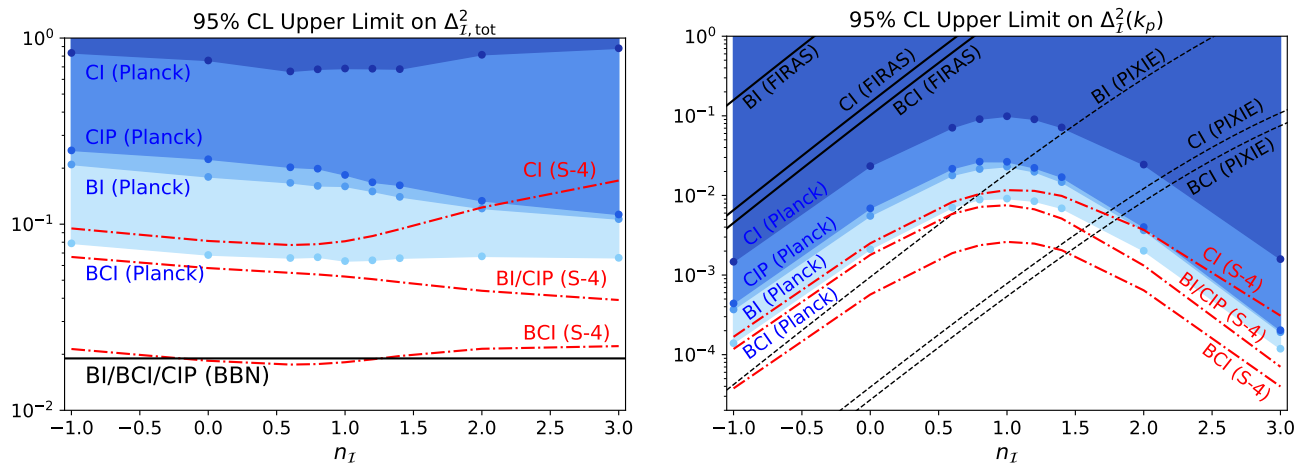 95% CL Upper Limit on Δ²_{ℐ,tot}
10⁰
10⁻¹
10⁻²
CI (Planck)
CIP (Planck)
BI (Planck)
BCI (Planck)
CI (S-4)
BI/CIP (S-4)
BCI (S-4)
BI/BCI/CIP (BBN)
−1.0 −0.5 0.0 0.5 1.0 1.5 2.0 2.5 3.0
n_ℐ
95% CL Upper Limit on Δ²_ℐ(k_p)
10⁰
10⁻¹
10⁻²
10⁻³
10⁻⁴
BI (FIRAS)
CI (FIRAS)
BCI (FIRAS)
BI (PIXIE)
CI (PIXIE)
BCI (PIXIE)
CI (Planck)
CIP (Planck)
BI (Planck)
BCI (Planck)
CI (S-4)
BI/CIP (S-4)
BCI (S-4)
−1.0 −0.5 0.0 0.5 1.0 1.5 2.0 2.5 3.0
n_ℐ